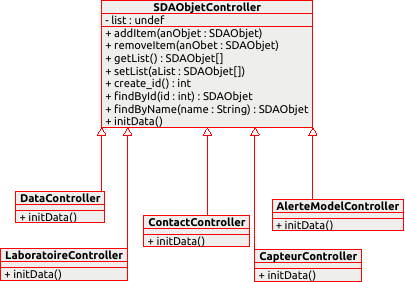 SDAObjetController
- list : undef
+ addItem(anObjet : SDAObjet)
+ removeItem(anObet : SDAObjet)
+ getList() : SDAObjet[]
+ setList(aList : SDAObjet[])
+ create_id() : int
+ findById(id : int) : SDAObjet
+ findByName(name : String) : SDAObjet
+ initData()
DataController
+ initData()
LaboratoireController
+ initData()
ContactController
+ initData()
CapteurController
+ initData()
AlerteModelController
+ initData()